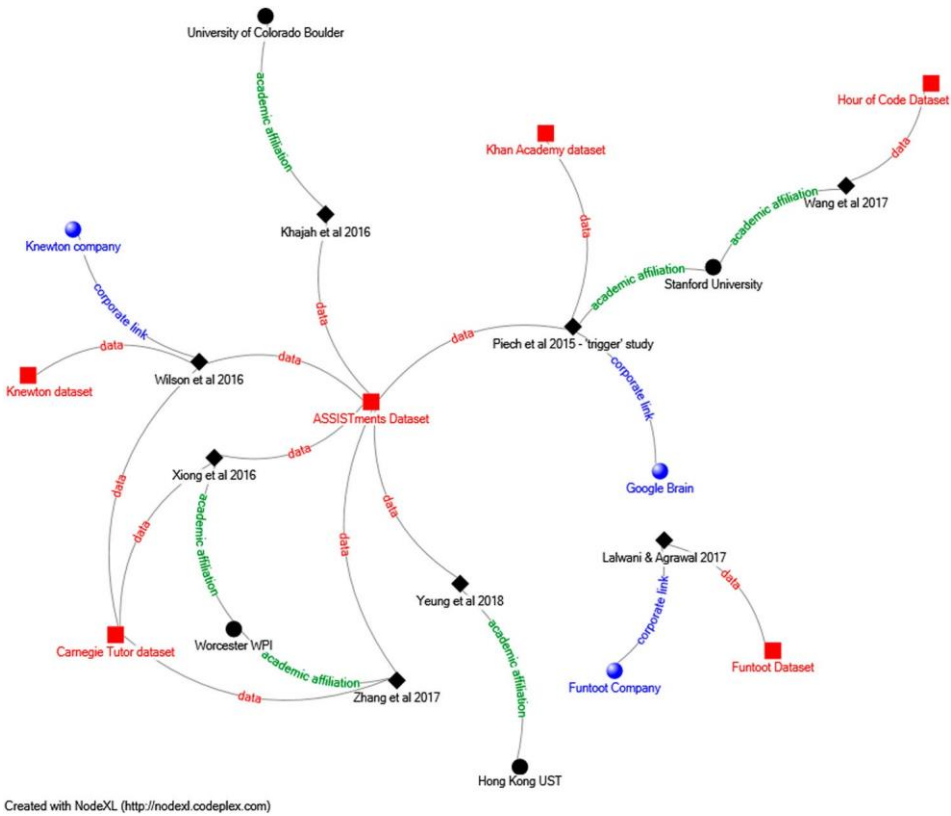 University of Colorado Boulder
academic affiliation
Hour of Code Dataset
data
Khan Academy dataset
data
academic affiliation
Wang et al 2017
Khajah et al 2016
Knewton company
academic affiliation
Stanford University
corporate link
data
data
Piech et al 2015 - 'trigger' study
data
data
Wilson et al 2016
Knewton dataset
corporate link
ASSISTments Dataset
data
Xiong et al 2016
data
Google Brain
data
academic affiliation
data
data
Lalwani & Agrawal 2017
data
corporate link
Yeung et al 2018
Carnegie Tutor dataset
Worcester WPI
academic affiliation
academic affiliation
Funtoot Dataset
Funtoot Company
data
Zhang et al 2017
Hong Kong UST
Created with NodeXL (http://nodexl.codeplex.com)